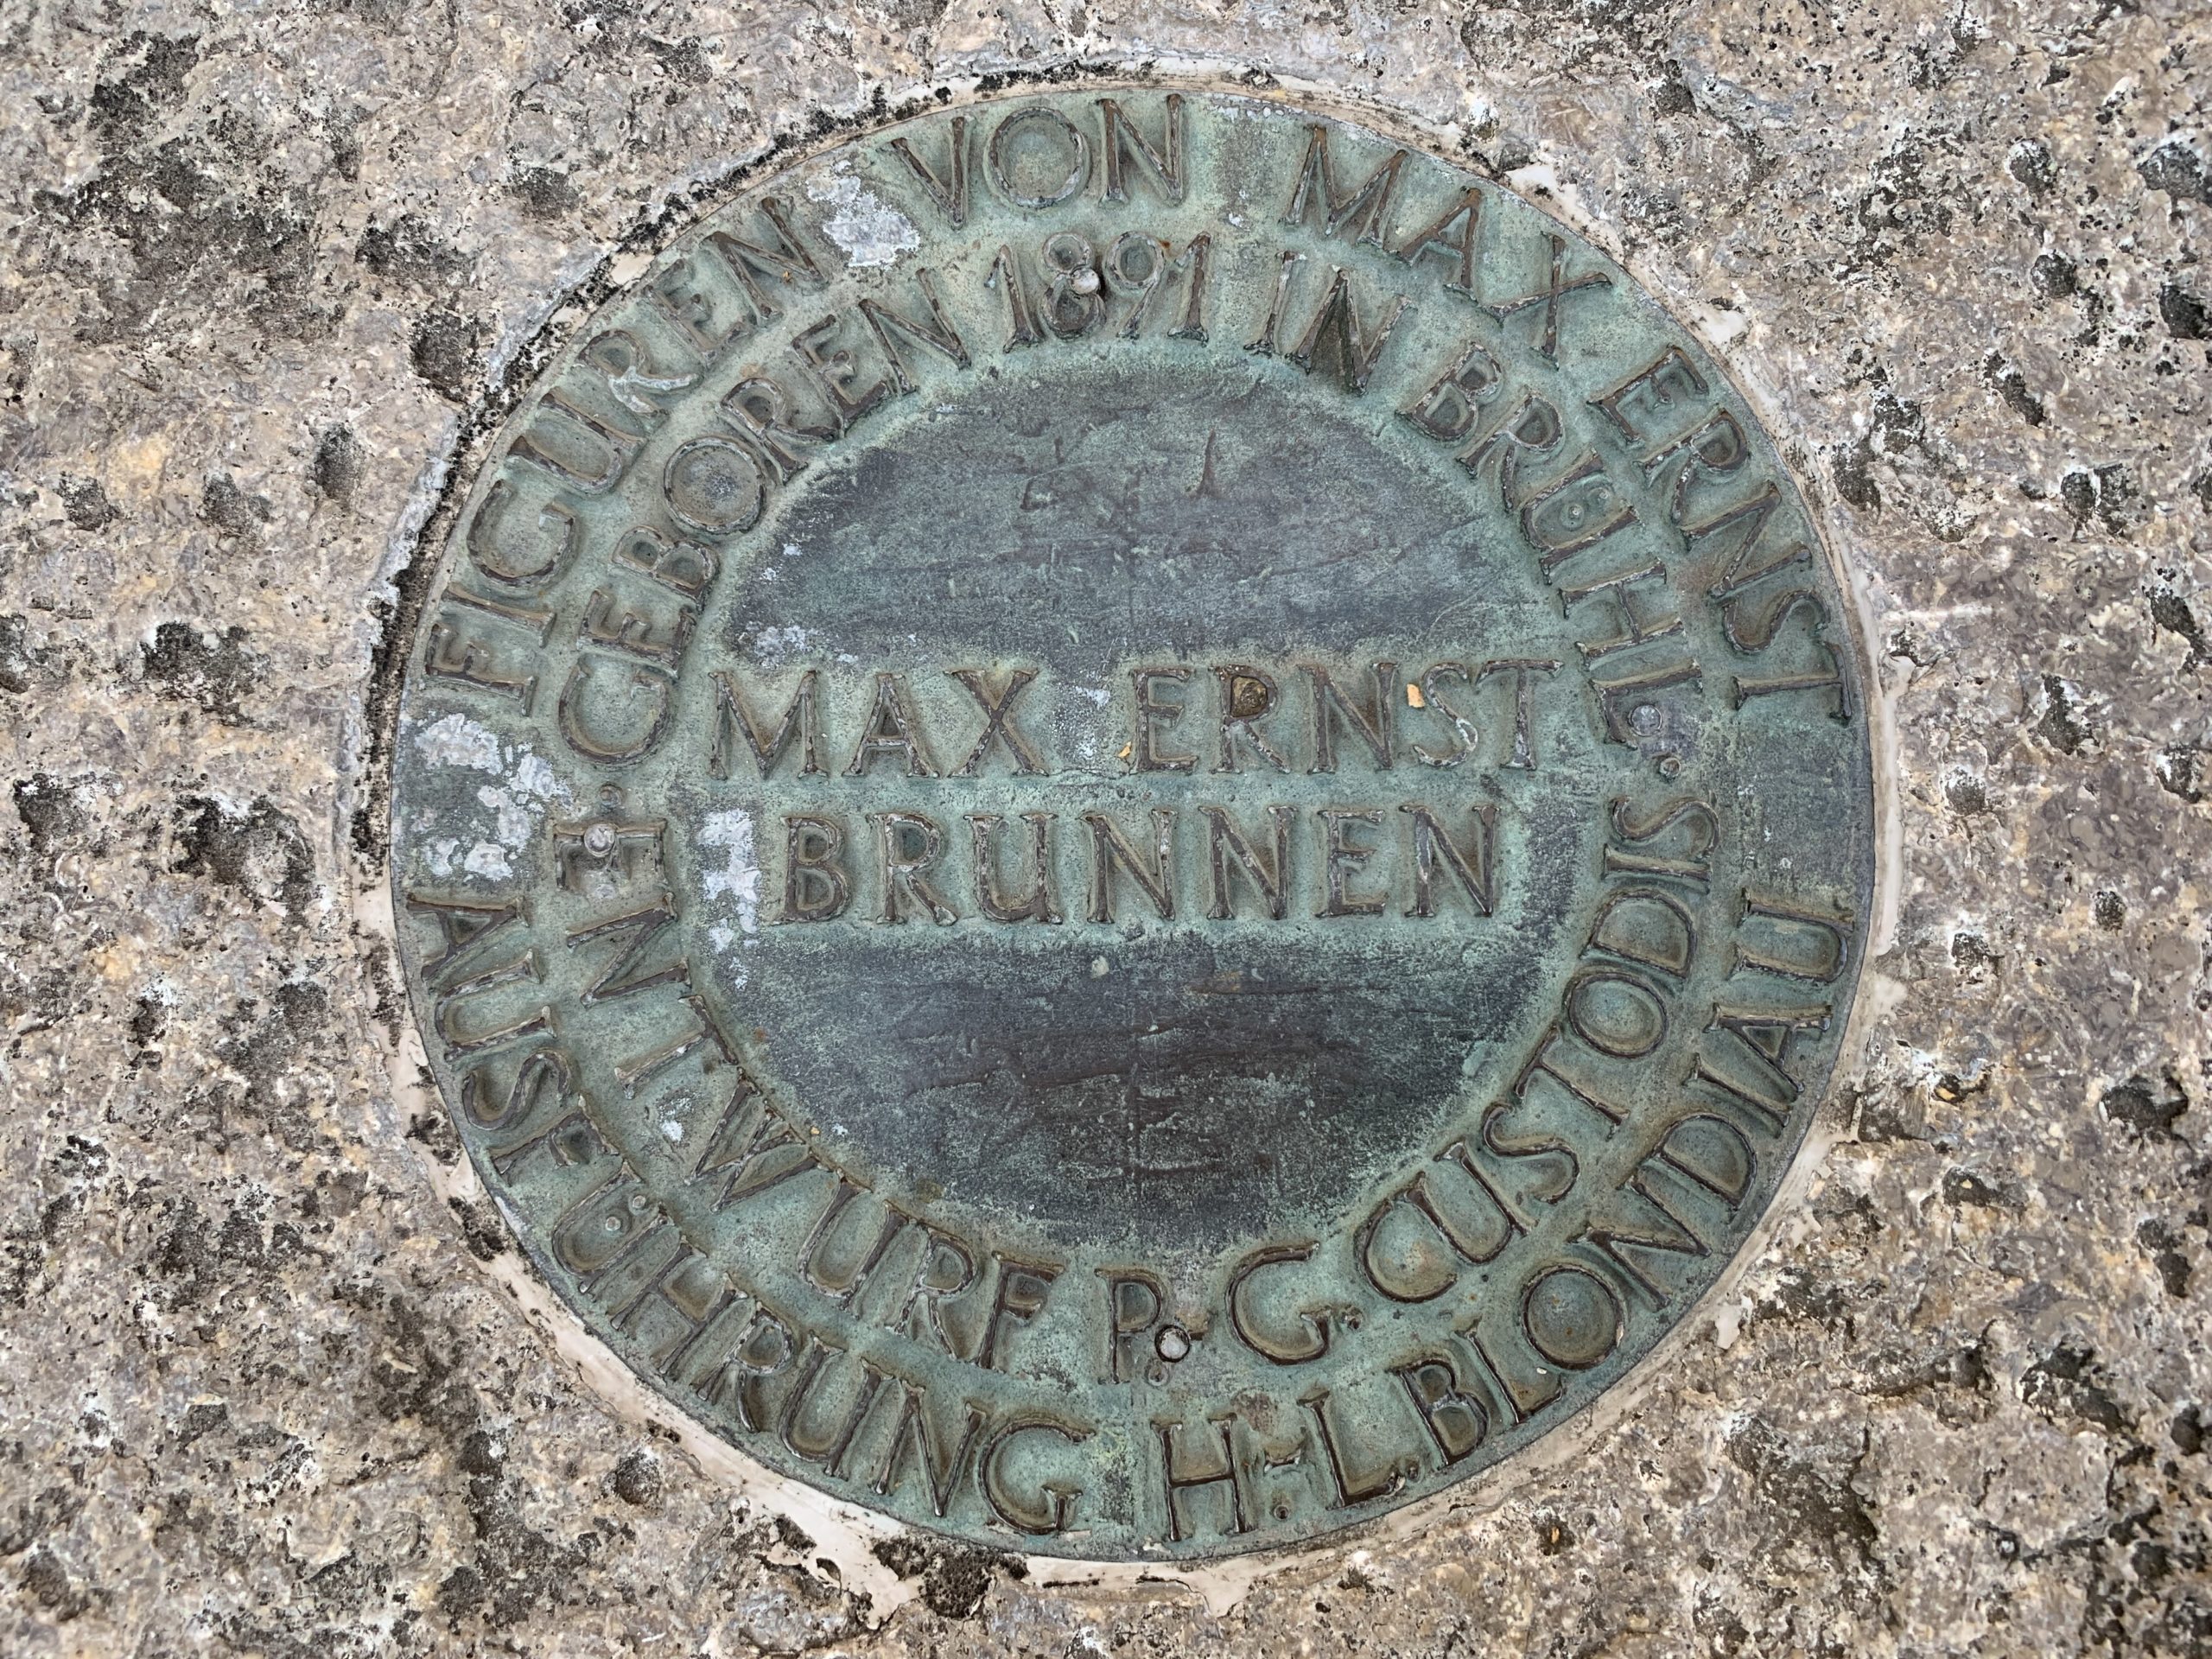 FIGUREN VON MAX ERNST
GEBOREN 1891 IN BRÜHL.
MAX ERNST
BRUNNEN
ENTWURF P. G. CUSTODIS
AUSFÜHRUNG H. L. BLONDIAU